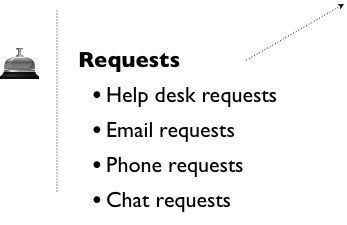 Requests
• Help desk requests
• Email requests
• Phone requests
• Chat requests